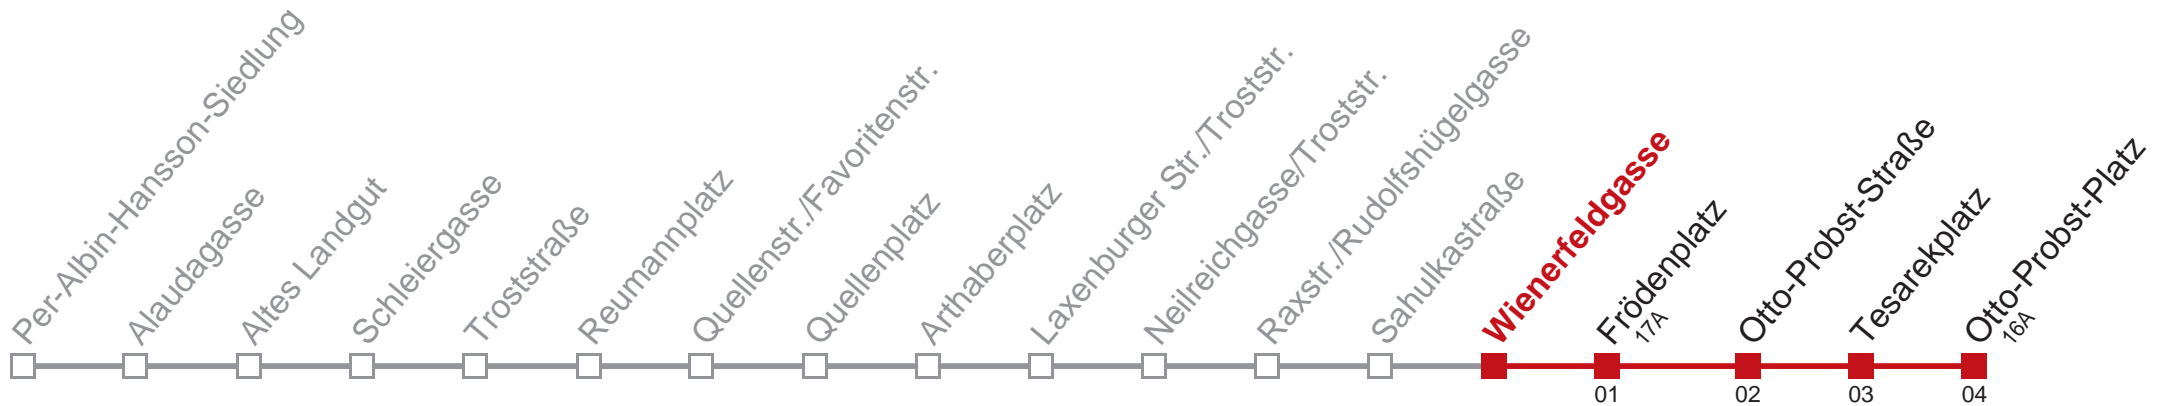 Per-Albin-Hansson-Siedlung
Alaudagasse
Altes Landgut
Schleiergasse
Troststraße
Reumannplatz
Quellenstr./Favoritenstr.
Quellenplatz
Arthaberplatz
Laxenburger Str./Troststr.
Neilreichgasse/Troststr.
Raxstr./Rudolfshügelgasse
Sahulkastraße
Wienerfeldgasse
Frödenplatz
17A
Otto-Probst-Straße
Tesarekplatz
Otto-Probst-Platz
16A
01
02
03
04